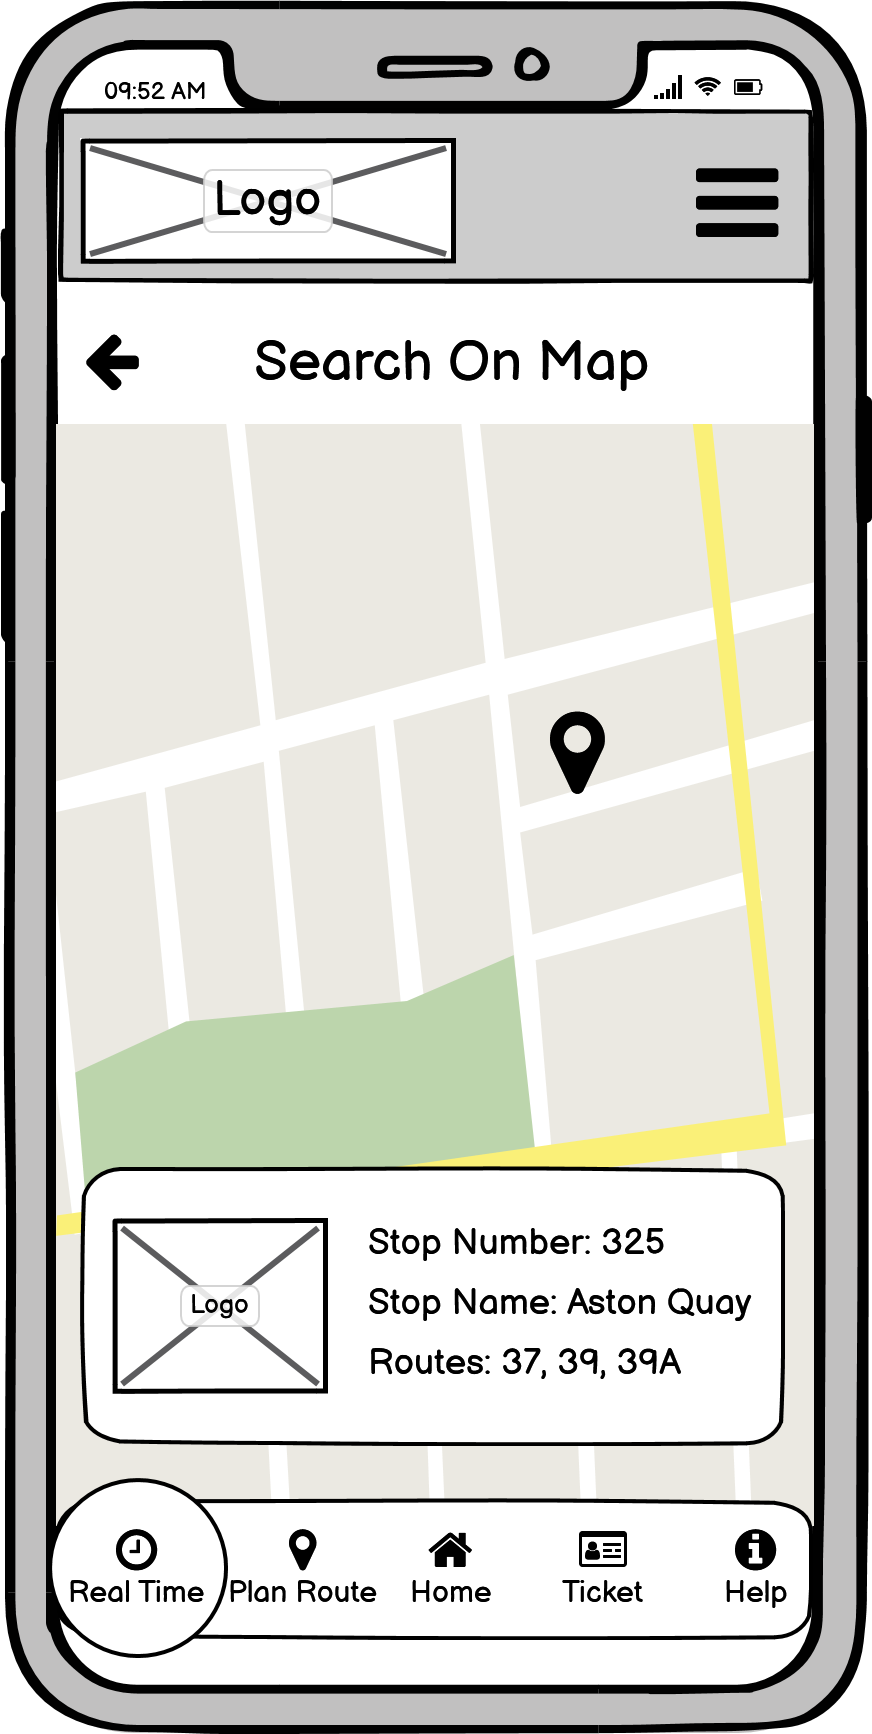 09:52 AM
Logo
Search On Map
Logo
Stop Number: 325
Stop Name: Aston Quay
Routes: 37, 39, 39A
Real Time
Plan Route
Home
Ticket
Help